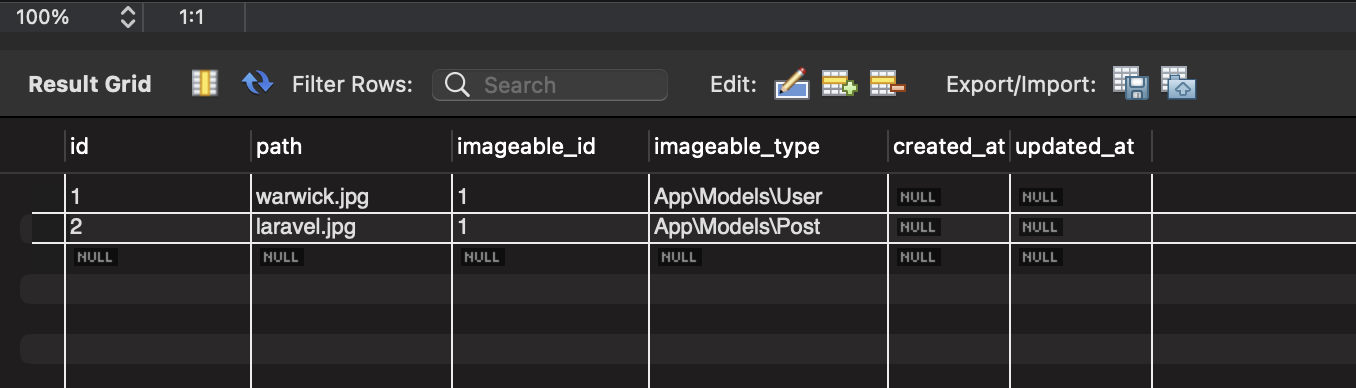 100% 1:1
Result Grid Filter Rows: Search Edit: Export/Import:
id path imageable_id imageable_type created_at updated_at
1 warwick.jpg 1 App\Models\User NULL NULL
2 laravel.jpg 1 App\Models\Post NULL NULL
NULL NULL NULL NULL NULL NULL